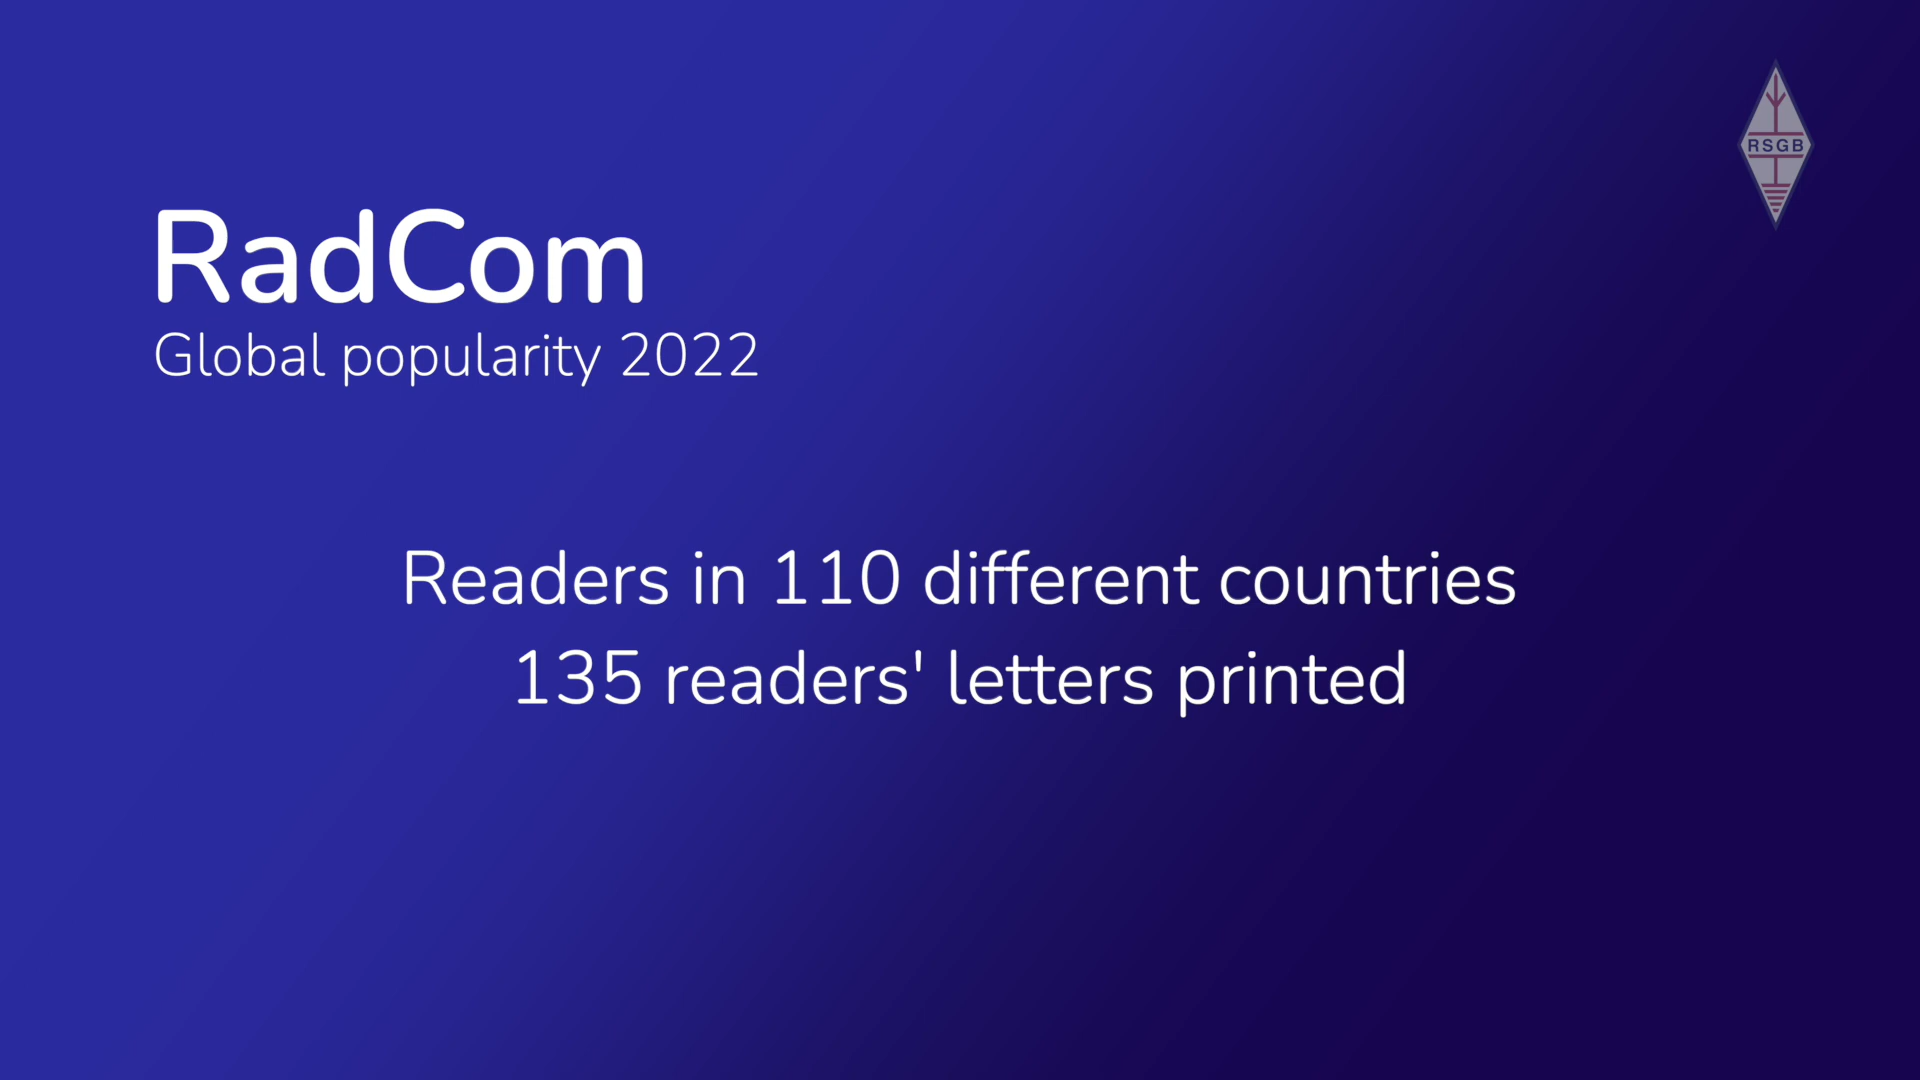 RSGB
RadCom
Global popularity 2022
Readers in 110 different countries
135 readers' letters printed